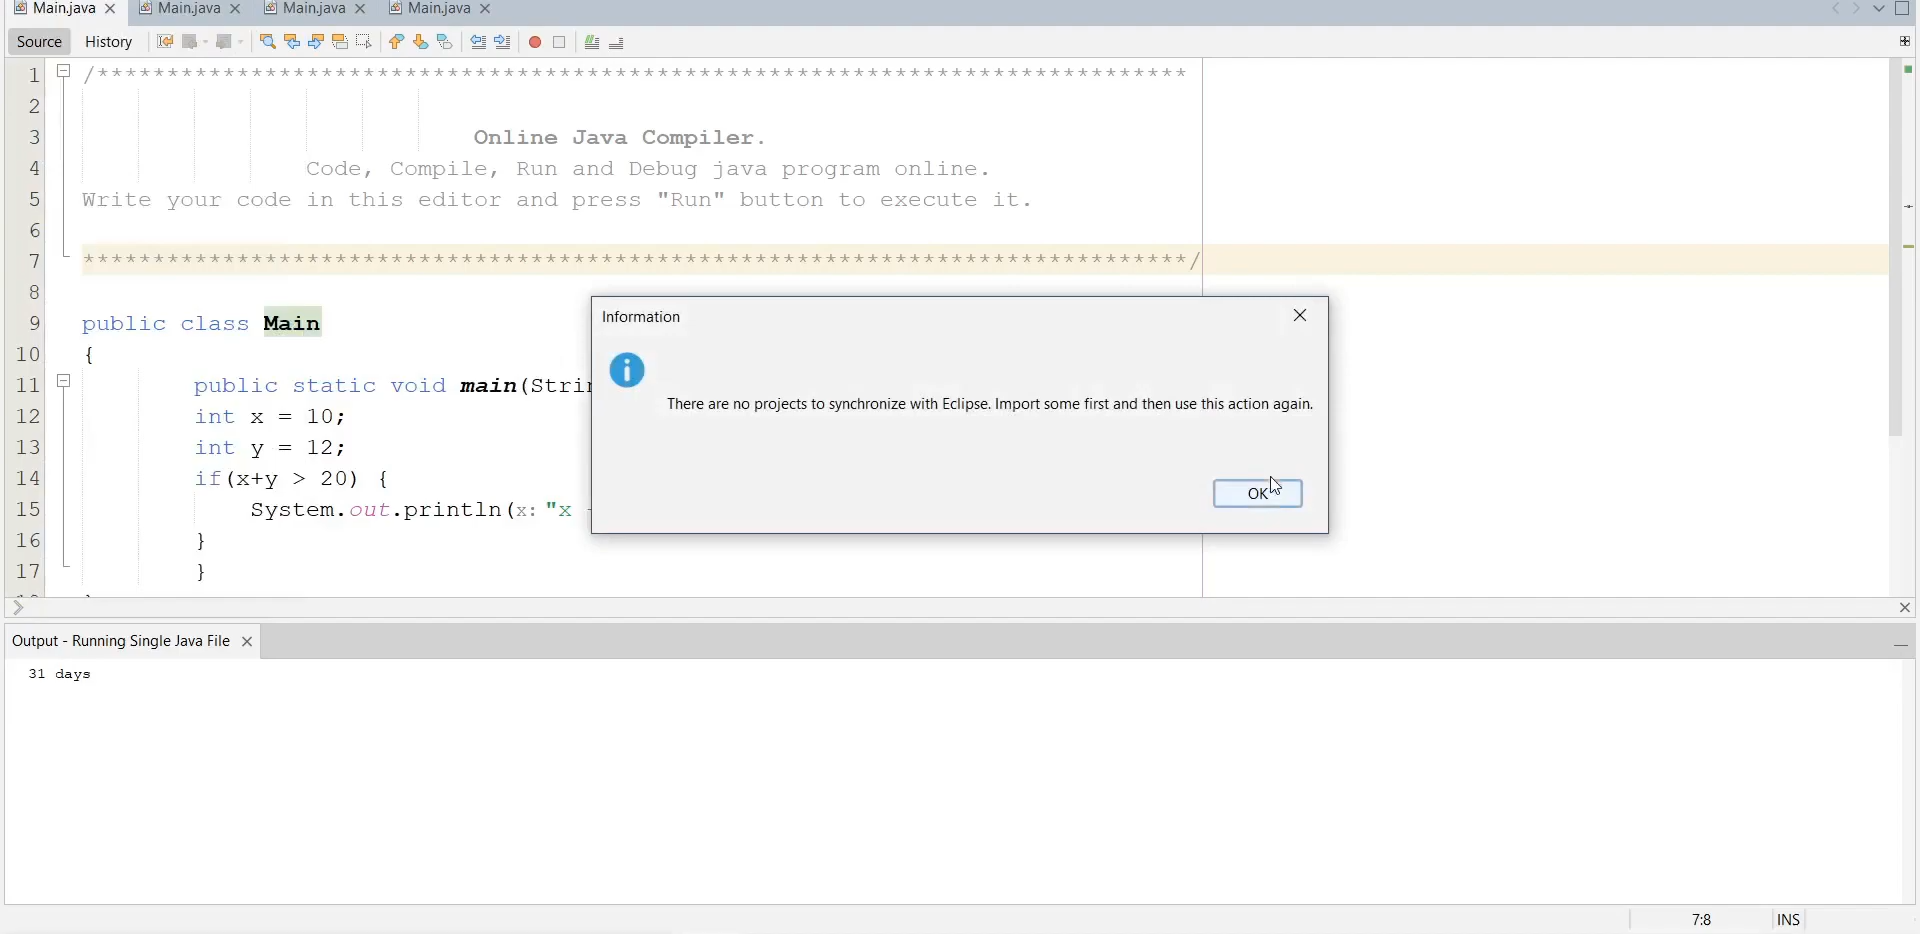 Main.java Main.java Main.java Main.java
Source History
1 /******************************************************************************
2
3 Online Java Compiler.
4 Code, Compile, Run and Debug java program online.
5 Write your code in this editor and press "Run" button to execute it.
6
7 *******************************************************************************/
8
9 public class Main
10 {
11 public static void main(Strin
12 int x = 10;
13 int y = 12;
14 if(x+y > 20) {
15 System.out.println(x: "x
16 }
17 }
Information
There are no projects to synchronize with Eclipse. Import some first and then use this action again.
OK
Output - Running Single Java File
31 days
7:8 INS